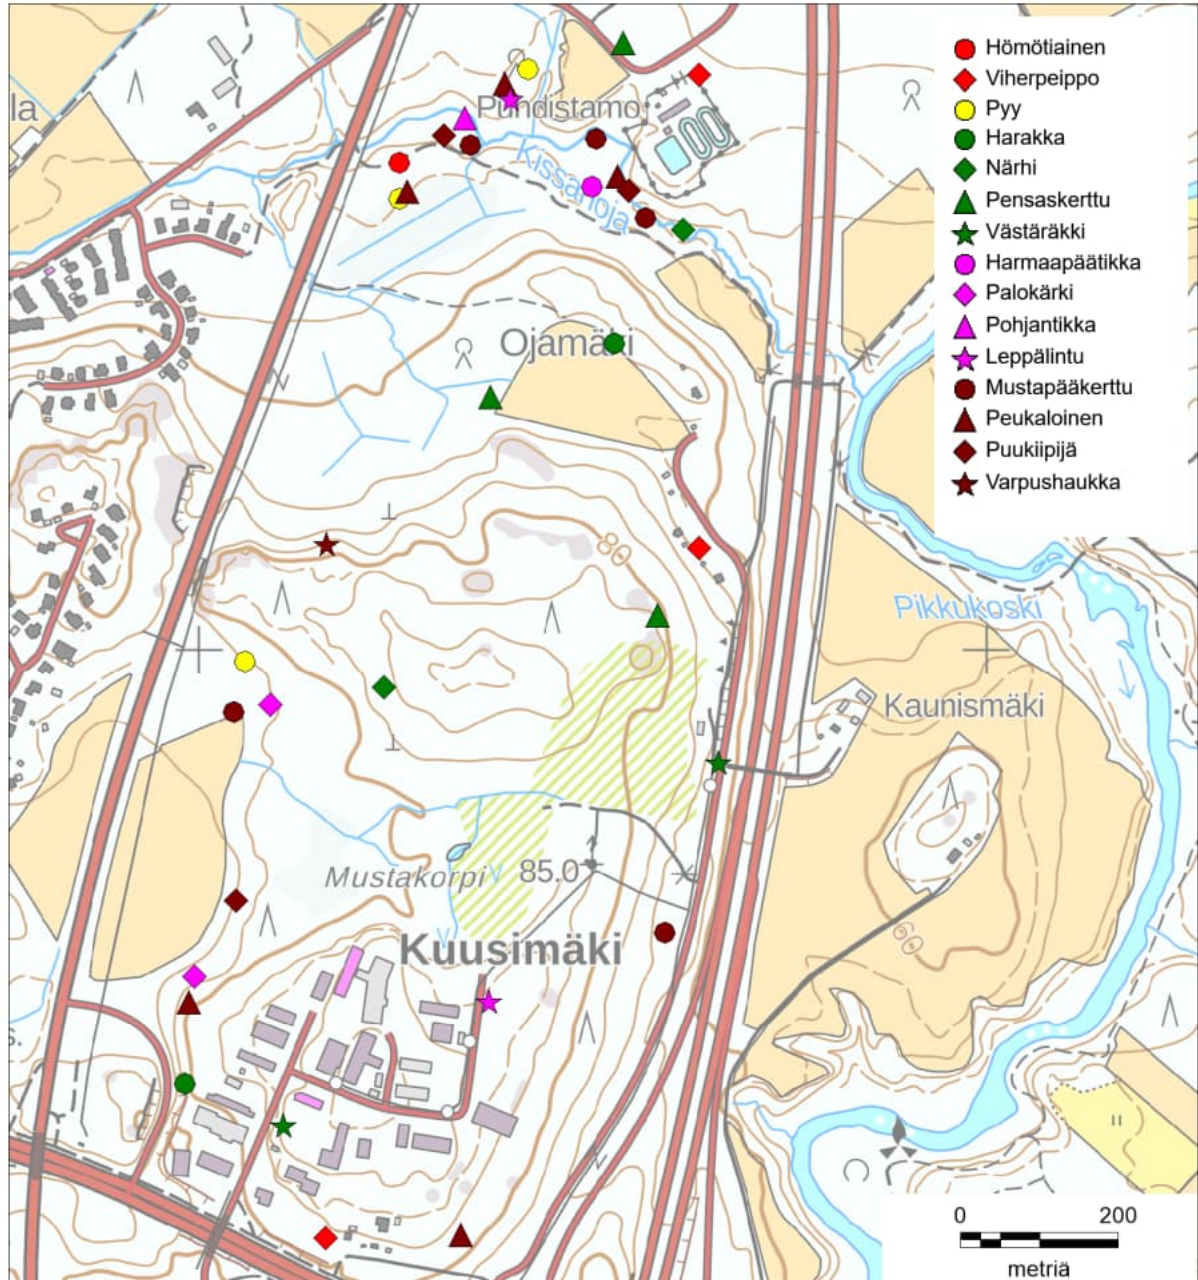 la
Puhdistamo
Kissanoja
Ojamäki
80
Pikkukoski
Kaunismäki
Mustakorpi
85.0
60
Kuusimäki
Hömötiainen
Viherpeippo
Pyy
Harakka
Närhi
Pensaskerttu
Västäräkki
Harmaapäätikka
Palokärki
Pohjantikka
Leppälintu
Mustapääkerttu
Peukaloinen
Puukiipijä
Varpushaukka
0 200
metriä